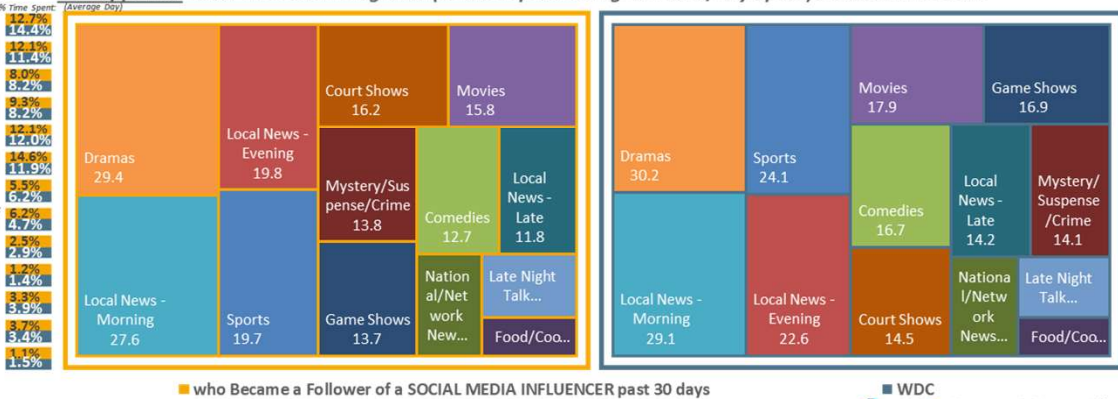 % Time Spent: (Average Day)
12.7%
14.4%
12.1%
11.4%
8.0%
8.2%
9.3%
8.2%
12.1%
12.0%
14.6%
11.9%
5.5%
6.2%
6.2%
4.7%
2.5%
2.9%
1.2%
1.4%
3.3%
3.9%
3.7%
3.4%
1.1%
1.5%
Dramas
29.4
Local News -
Morning
27.6
Local News -
Evening
19.8
Sports
19.7
Court Shows
16.2
Movies
15.8
Mystery/Sus
pense/Crime
13.8
Game Shows
13.7
Comedies
12.7
Local
News -
Late
11.8
Nation
al/Net
work
New...
Late Night
Talk...
Food/Coo...
Dramas
30.2
Local News -
Morning
29.1
Sports
24.1
Local News -
Evening
22.6
Movies
17.9
Game Shows
16.9
Comedies
16.7
Court Shows
14.5
Local
News -
Late
14.2
Mystery/
Suspense
/Crime
14.1
Nationa
l/Netw
ork
News...
Late Night
Talk...
Food/Coo...
who Became a Follower of a SOCIAL MEDIA INFLUENCER past 30 days
WDC